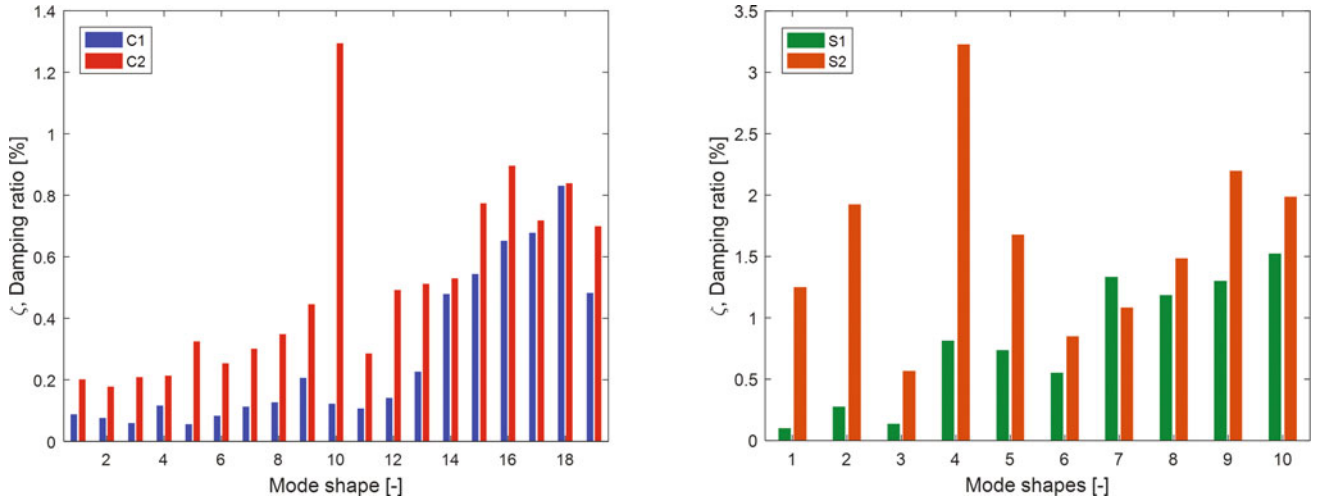 1.4
1.2
1
0.8
0.6
0.4
0.2
0
ζ, Damping ratio [%]
C1
C2
2 4 6 8 10 12 14 16 18
Mode shape [-]
3.5
3
2.5
2
1.5
1
0.5
0
ζ, Damping ratio [%]
S1
S2
1 2 3 4 5 6 7 8 9 10
Mode shapes [-]